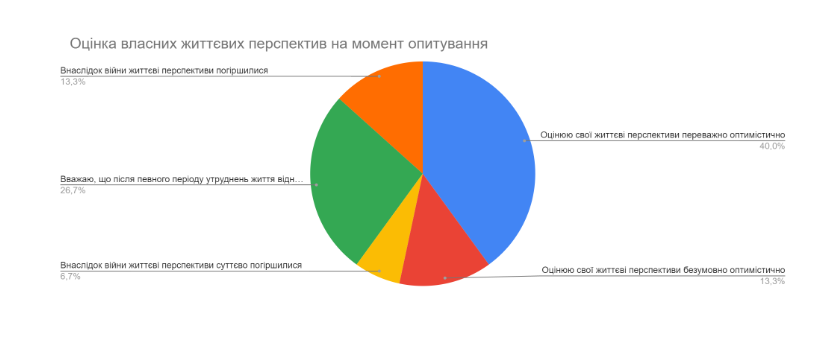 Оцінка власних життєвих перспектив на момент опитування
Внаслідок війни життєві перспективи погіршилися
13,3%
Оцінюю свої життєві перспективи переважно оптимістично
40,0%
Вважаю, що після певного періоду утруднень життя відн…
26,7%
Внаслідок війни життєві перспективи суттєво погіршилися
6,7%
Оцінюю свої життєві перспективи безумовно оптимістично
13,3%